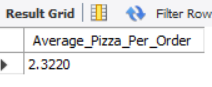 Result Grid Filter Row
Average_Pizza_Per_Order
2.3220